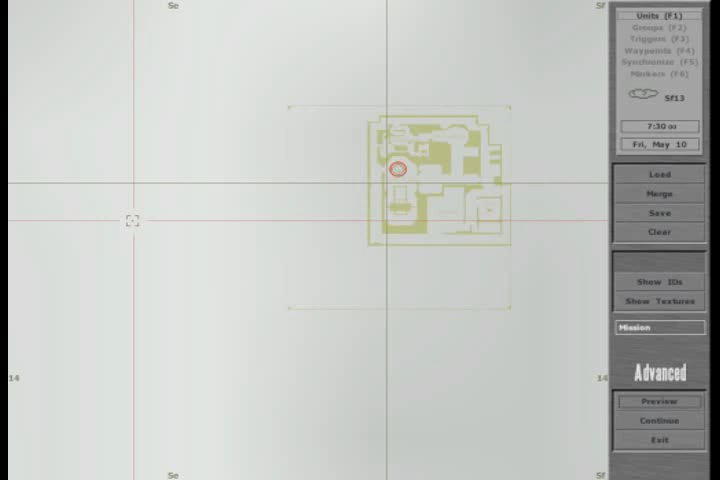 Se
Sf
Units (F1)
Groups (F2)
Triggers (F3)
Waypoints (F4)
Synchronize (F5)
Markers (F6)
Sf13
7:30
Fri, May 10
Load
Merge
Save
Clear
Show IDs
Show Textures
Mission
14
14
Advanced
Preview
Continue
Exit
Se
Sf